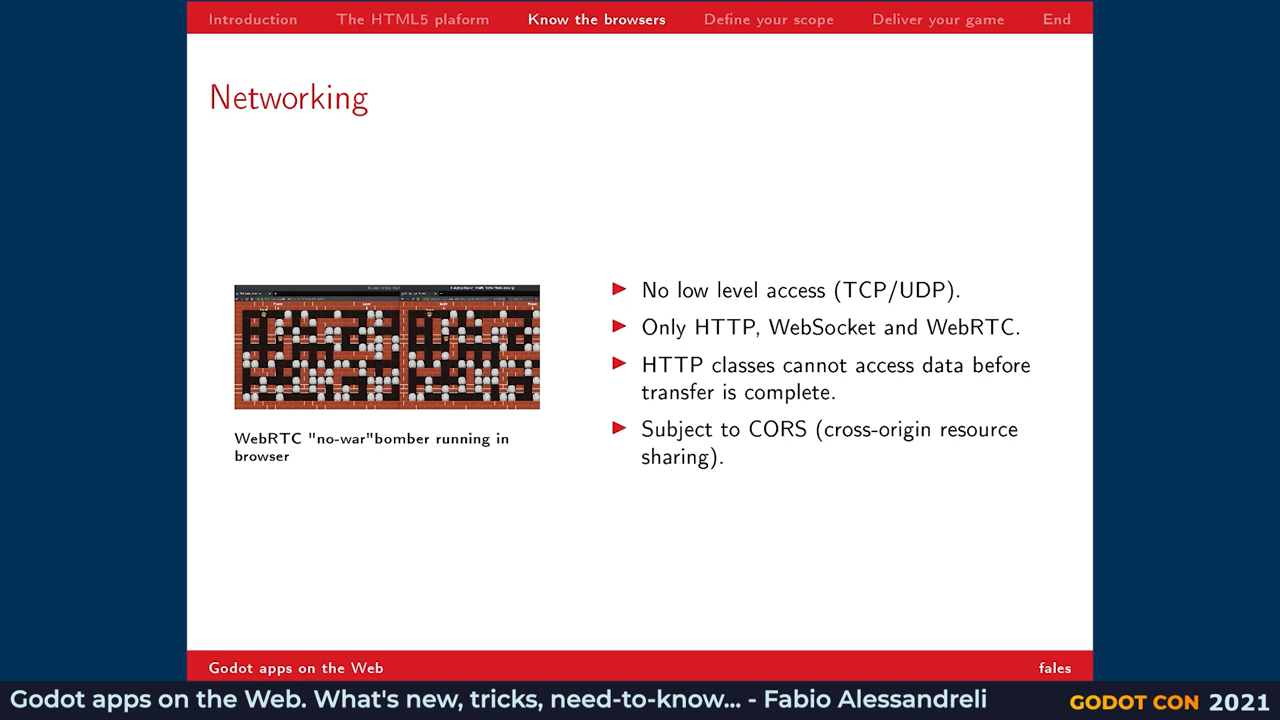 Introduction The HTML5 plaform Know the browsers Define your scope Deliver your game End
Networking
WebRTC "no-war"bomber running in
browser
No low level access (TCP/UDP).
Only HTTP, WebSocket and WebRTC.
HTTP classes cannot access data before
transfer is complete.
Subject to CORS (cross-origin resource
sharing).
Godot apps on the Web fales
Godot apps on the Web. What's new, tricks, need-to-know... - Fabio Alessandreli GODOT CON 2021